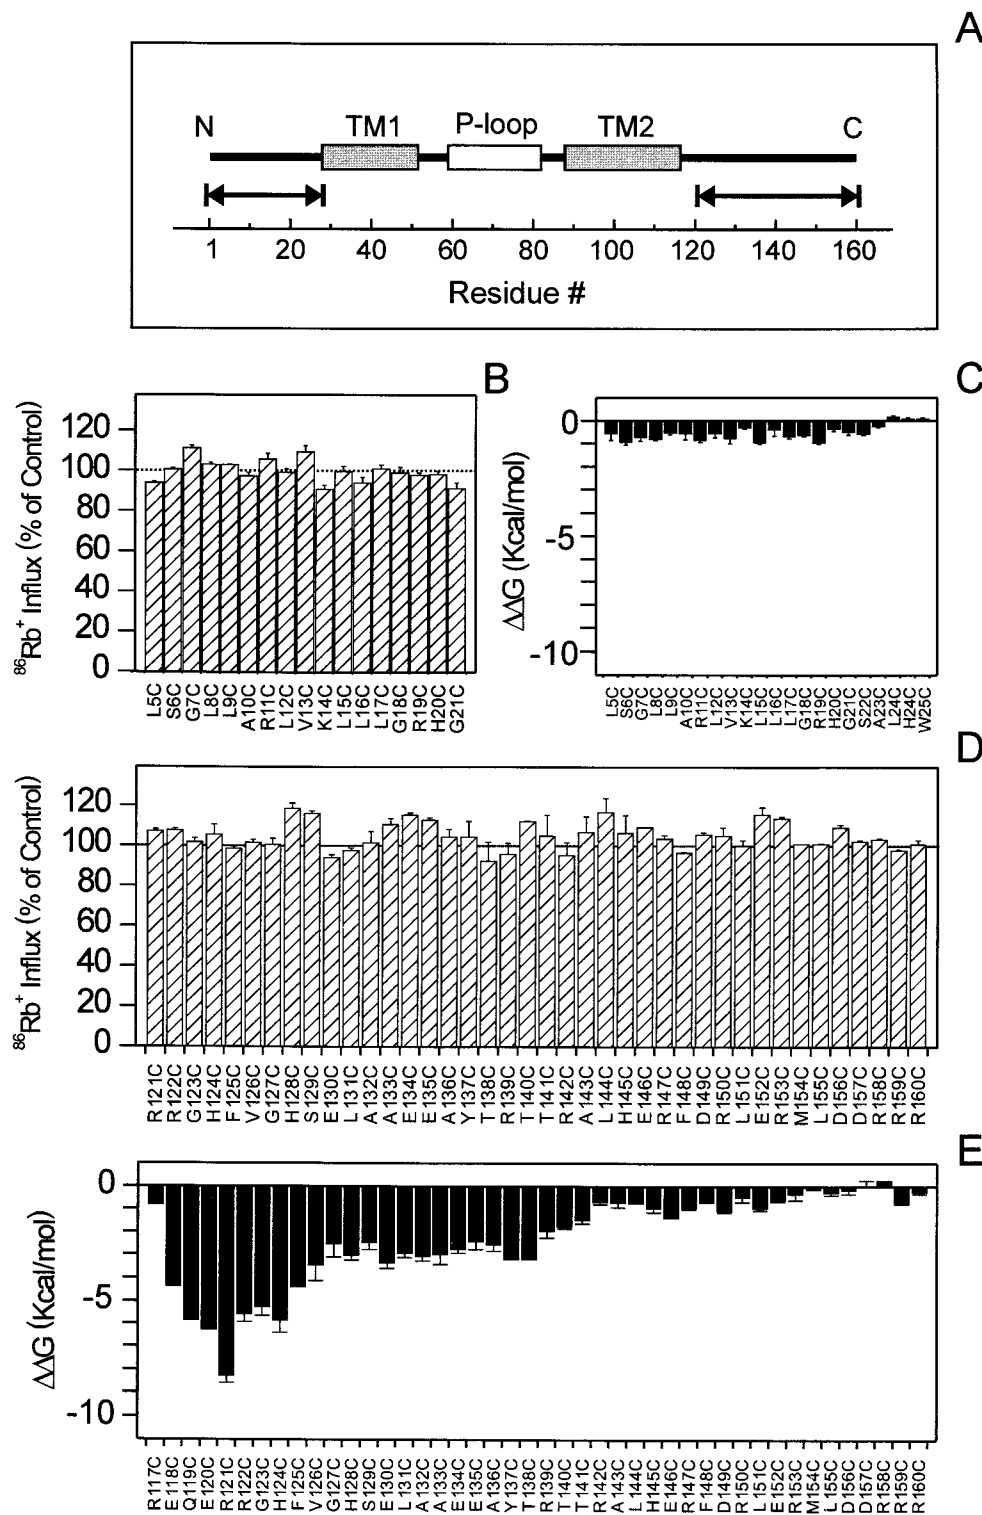 A
N TM1 P-loop TM2 C
1 20 40 60 80 100 120 140 160
Residue #
B
⁸⁶Rb⁺ Influx (% of Control)
120
100
80
60
40
20
0
L5C S6C G7C L8C L9C A10C R11C L12C V13C K14C L15C L16C L17C G18C R19C H20C G21C
C
ΔΔG (Kcal/mol)
0
-5
-10
L5C S6C G7C L8C L9C A10C R11C L12C V13C K14C L15C L16C L17C G18C R19C H20C G21C S22C A23C L24C H24C W25C
D
⁸⁶Rb⁺ Influx (% of Control)
120
100
80
60
40
20
0
R121C R122C G123C H124C F125C V126C G127C H128C S129C E130C L131C A132C A133C E134C E135C A136C Y137C T138C R139C T140C T141C R142C A143C L144C H145C E146C R147C F148C D149C R150C L151C E152C R153C M154C L155C D156C D157C R158C R159C R160C
E
ΔΔG (Kcal/mol)
0
-5
-10
R117C E118C Q119C E120C R121C R122C G123C H124C F125C V126C G127C H128C S129C E130C L131C A132C A133C E134C E135C A136C Y137C T138C R139C T140C T141C R142C A143C L144C H145C E146C R147C F148C D149C R150C L151C E152C R153C M154C L155C D156C D157C R158C R159C R160C